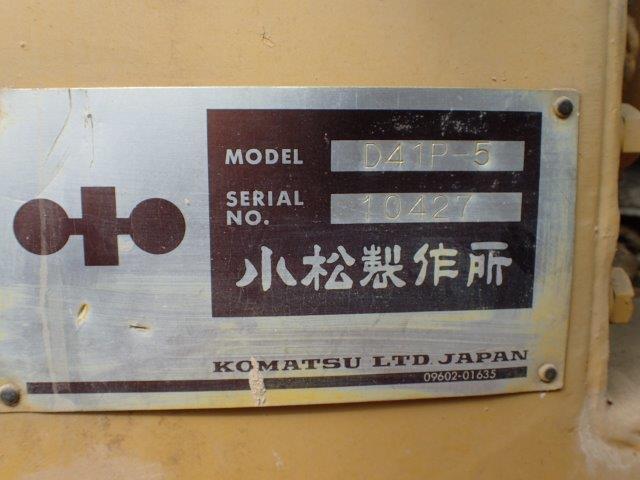 MODEL D41P-5
SERIAL NO. 10427
小松製作所
KOMATSU LTD JAPAN
09602-01635